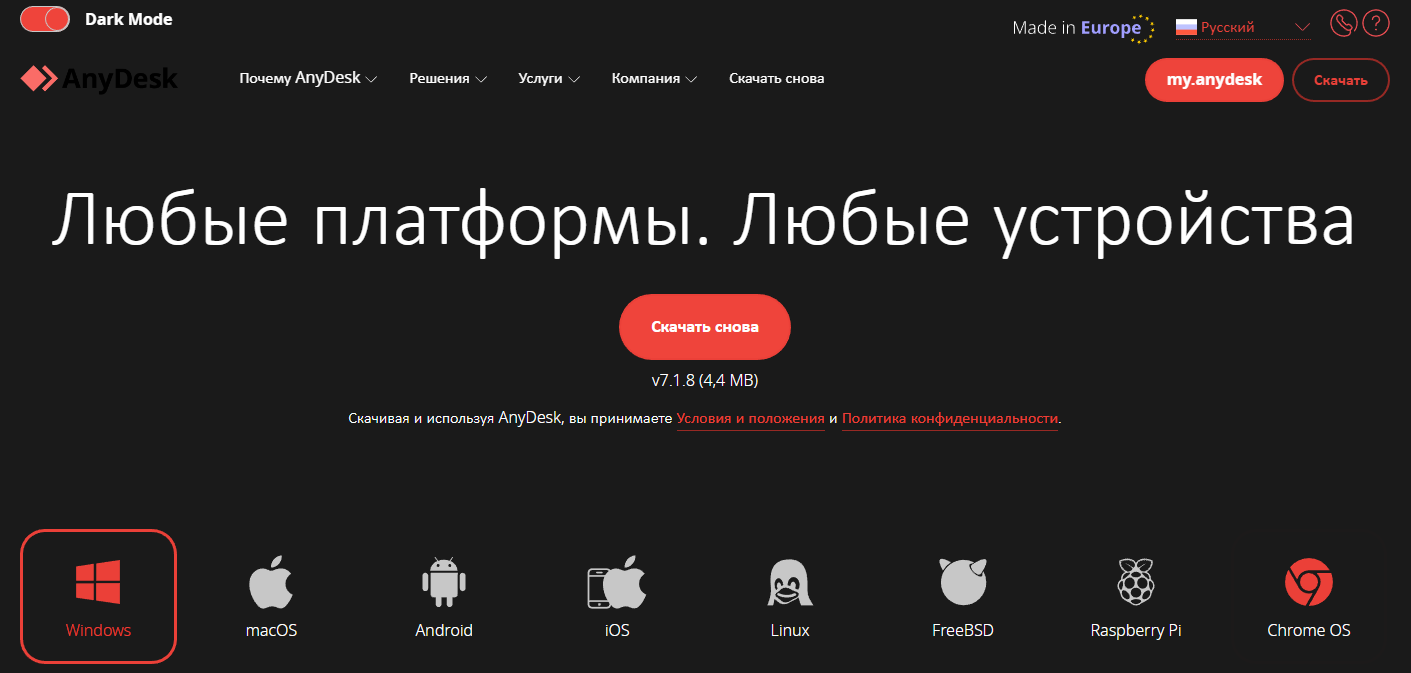 Dark Mode
Made in Europe
Русский
AnyDesk
Почему AnyDesk
Решения
Услуги
Компания
Скачать снова
my.anydesk
Скачать
Любые платформы. Любые устройства
Скачать снова
v7.1.8 (4,4 MB)
Скачивая и используя AnyDesk, вы принимаете Условия и положения и Политика конфиденциальности.
Windows
macOS
Android
iOS
Linux
FreeBSD
Raspberry Pi
Chrome OS